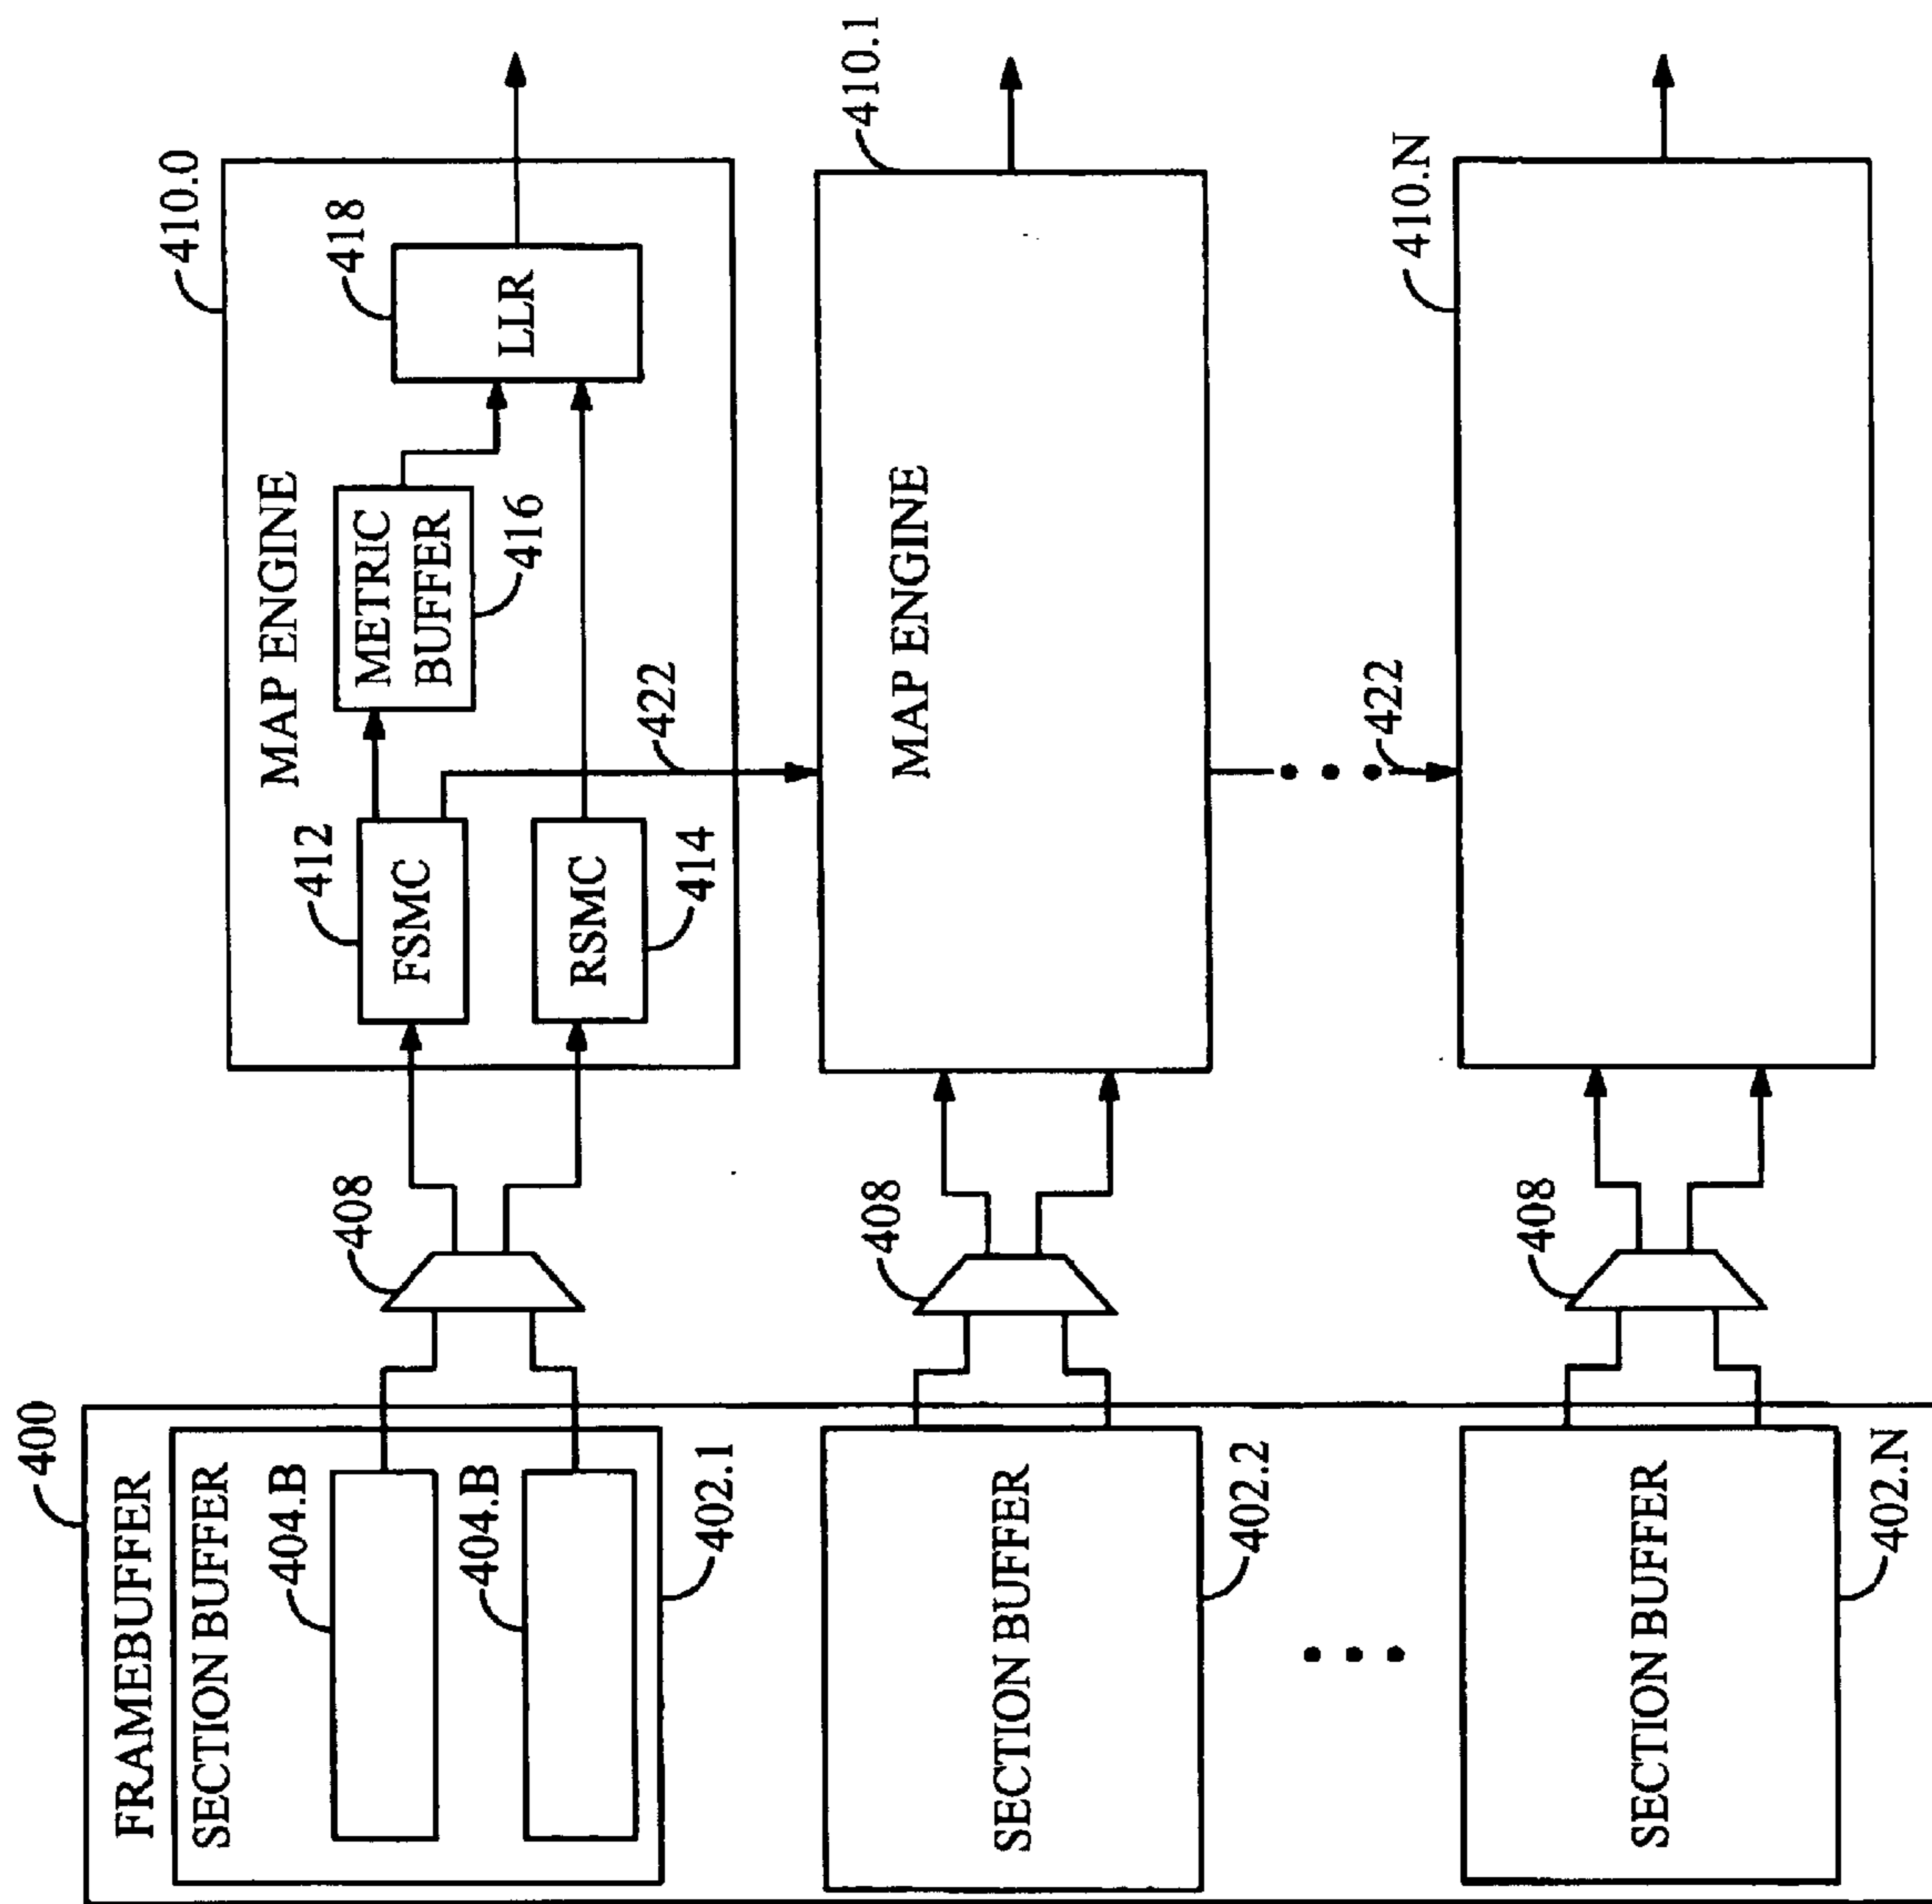 FRAMEBUFFER
400
SECTION BUFFER
404.B
404.B
402.1
408
410.0
MAP ENGINE
412
FSMC
METRIC
BUFFER
416
418
LLR
RSMC
414
422
SECTION BUFFER
402.2
408
MAP ENGINE
410.1
422
SECTION BUFFER
402.N
408
410.N